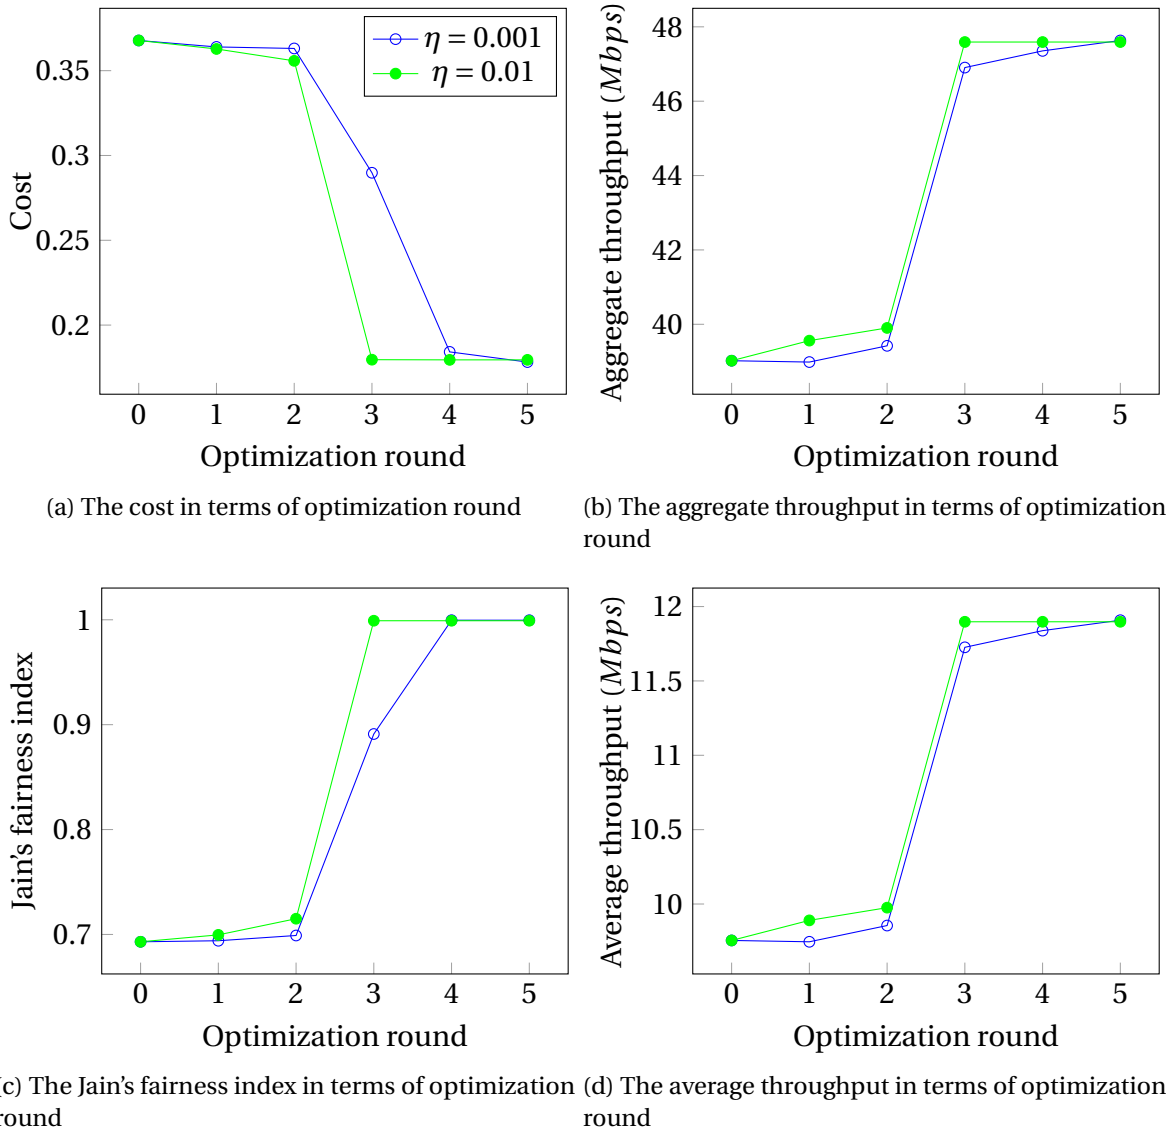 η = 0.001
η = 0.01
0.35
0.3
0.25
0.2
Cost
0 1 2 3 4 5
Optimization round
(a) The cost in terms of optimization round
48
46
44
42
40
Aggregate throughput (Mbps)
0 1 2 3 4 5
Optimization round
(b) The aggregate throughput in terms of optimization
round
1
0.9
0.8
0.7
Jain's fairness index
0 1 2 3 4 5
Optimization round
c) The Jain's fairness index in terms of optimization
round
12
11.5
11
10.5
10
Average throughput (Mbps)
0 1 2 3 4 5
Optimization round
(d) The average throughput in terms of optimization
round